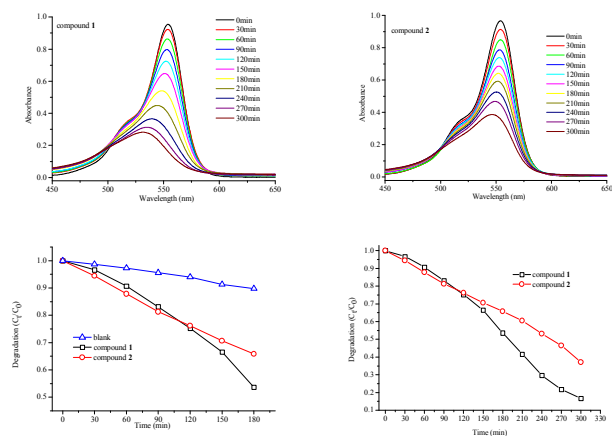 compound 1
0min
30min
60min
90min
120min
150min
180min
210min
240min
270min
300min
Absorbance
1.0
0.8
0.6
0.4
0.2
0.0
450 500 550 600 650
Wavelength (nm)
compound 2
0min
30min
60min
90min
120min
150min
180min
210min
240min
270min
300min
Absorbance
1.0
0.8
0.6
0.4
0.2
0.0
450 500 550 600 650
Wavelength (nm)
Degradation (Ct/C0)
1.0
0.9
0.8
0.7
0.6
0.5
blank
compound 1
compound 2
0 30 60 90 120 150 180
Time (min)
Degradation (Ct/C0)
1.0
0.9
0.8
0.7
0.6
0.5
0.4
0.3
0.2
0.1
compound 1
compound 2
0 30 60 90 120 150 180 210 240 270 300 330
Time (min)